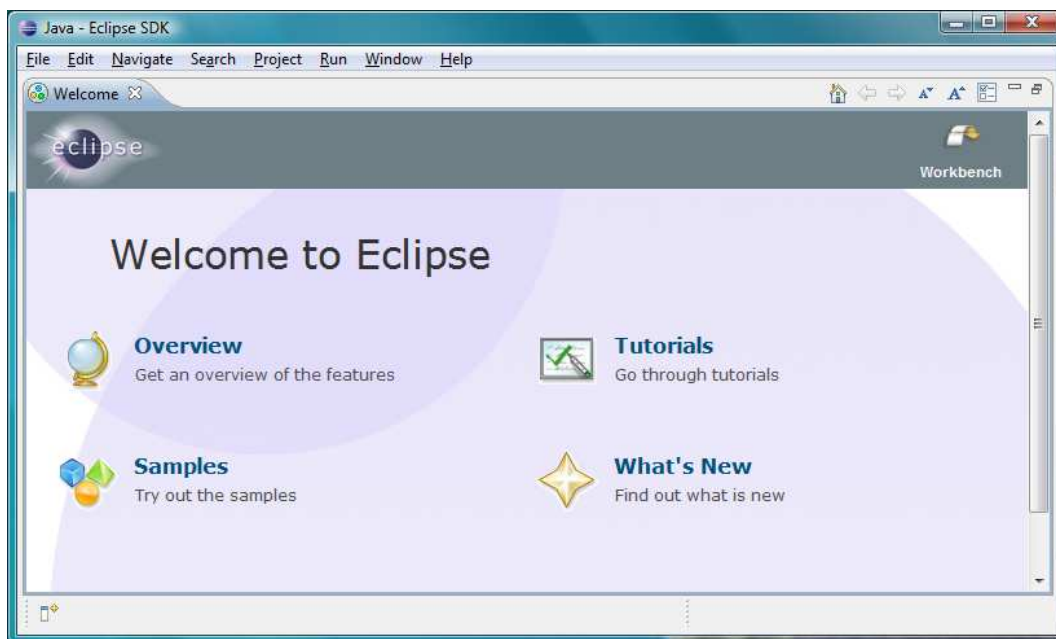 Java - Eclipse SDK
File Edit Navigate Search Project Run Window Help
Welcome
A A
eclipse
Workbench
Welcome to Eclipse
Overview
Get an overview of the features
Tutorials
Go through tutorials
Samples
Try out the samples
What's New
Find out what is new